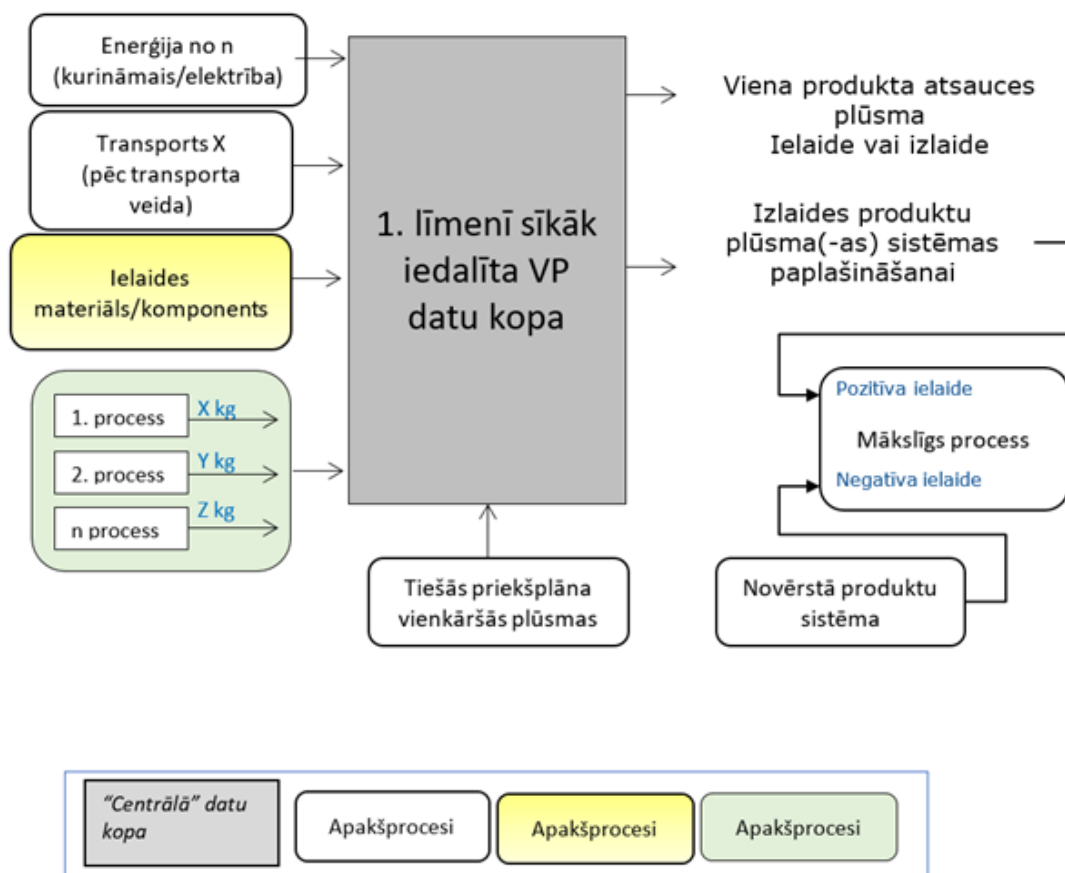 Enerģija no n
(kurināmais/elektrība)
Transports X
(pēc transporta
veida)
Ielaides
materiāls/komponents
1. process
X kg
2. process
Y kg
n process
Z kg
1. līmenī sīkāk
iedalīta VP
datu kopa
Tiešās priekšplāna
vienkāršās plūsmas
Viena produkta atsauces
plūsma
Ielaide vai izlaide
Izlaides produktu
plūsma(-as) sistēmas
paplašināšanai
Pozitīva ielaide
Mākslīgs process
Negatīva ielaide
Novērstā produktu
sistēma
"Centrālā" datu
kopa
Apakšprocesi
Apakšprocesi
Apakšprocesi